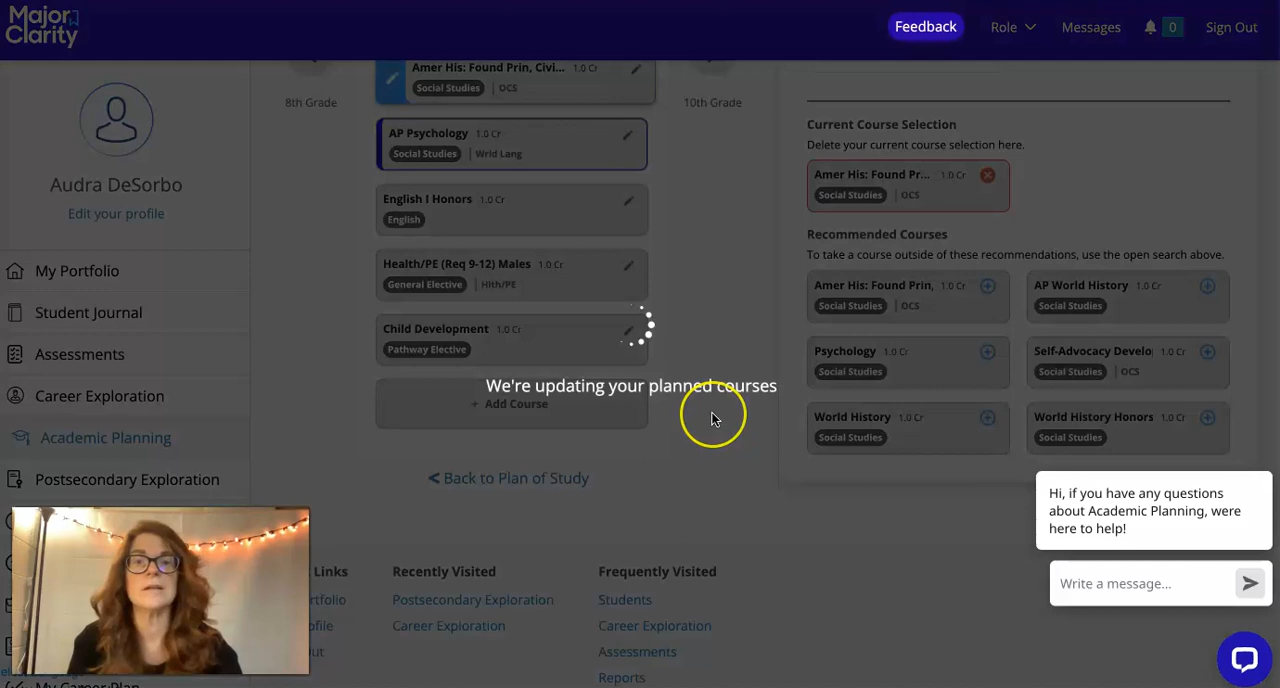 Major
Clarity
Feedback
Role
Messages
0
Sign Out
Audra DeSorbo
Edit your profile
My Portfolio
Student Journal
Assessments
Career Exploration
Academic Planning
Postsecondary Exploration
8th Grade
Amer His: Found Prin, Civi... 1.0 Cr
Social Studies | OCS
AP Psychology 1.0 Cr
Social Studies | Wrld Lang
English I Honors 1.0 Cr
English
Health/PE (Req 9-12) Males 1.0 Cr
General Elective | Hlth/PE
Child Development 1.0 Cr
Pathway Elective
We're updating your planned courses
+ Add Course
< Back to Plan of Study
10th Grade
Current Course Selection
Delete your current course selection here.
Amer His: Found Pr... 1.0 Cr
Social Studies | OCS
Recommended Courses
To take a course outside of these recommendations, use the open search above.
Amer His: Found Prin, 1.0 Cr
Social Studies | OCS
AP World History 1.0 Cr
Social Studies
Psychology 1.0 Cr
Social Studies
Self-Advocacy Develo 1.0 Cr
Social Studies | OCS
World History 1.0 Cr
Social Studies
World History Honors 1.0 Cr
Social Studies
Hi, if you have any questions
about Academic Planning, were
here to help!
Write a message...
Links
Recently Visited
Postsecondary Exploration
Career Exploration
Frequently Visited
Students
Career Exploration
Assessments
Reports